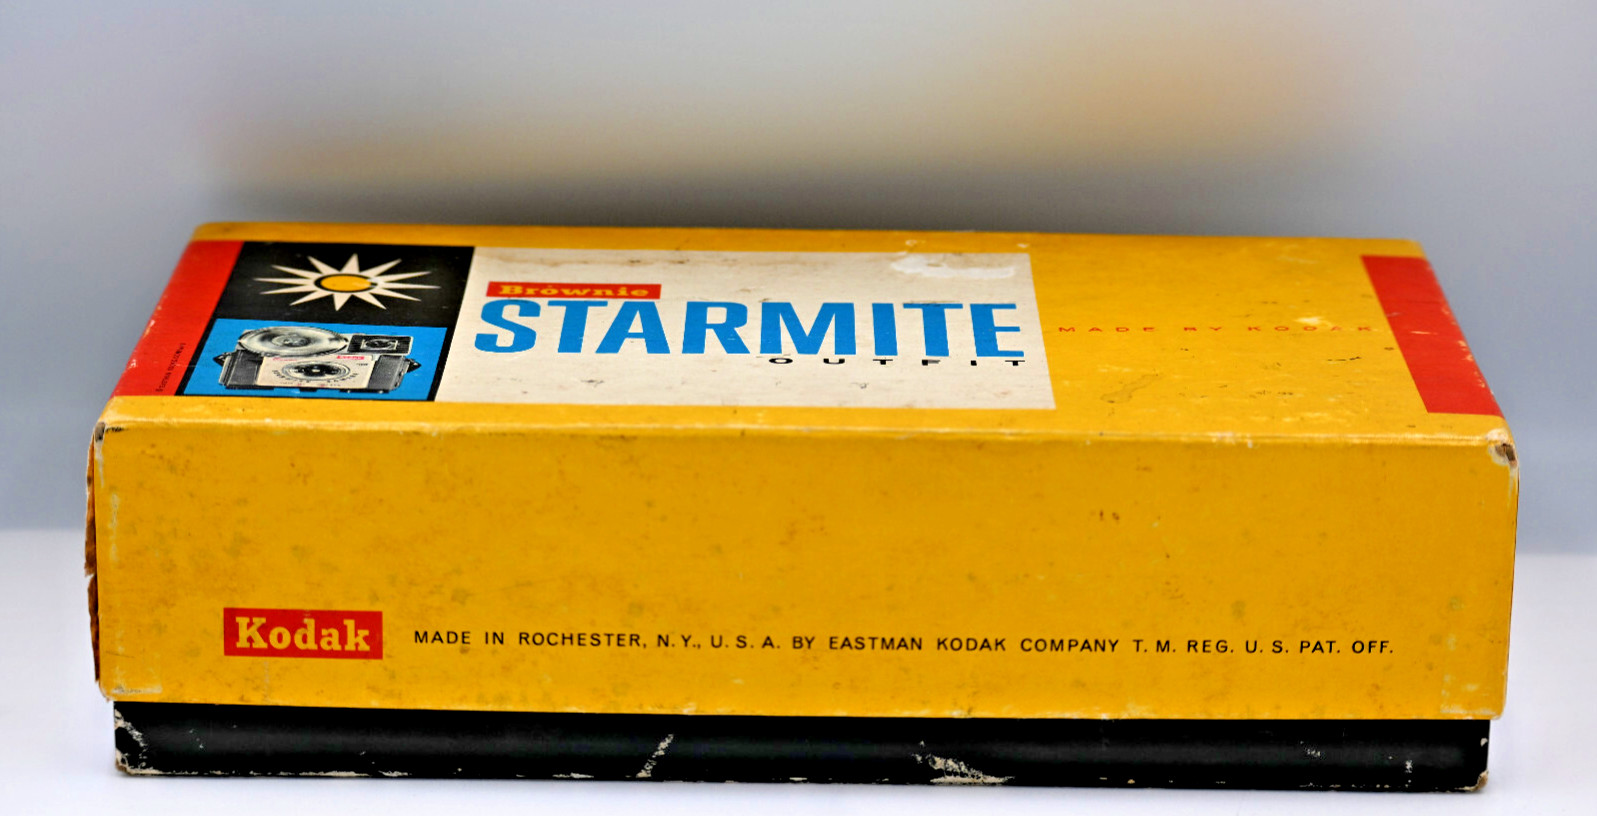 Brownie
STARMITE
OUTFIT
MADE BY KODAK
Kodak
MADE IN ROCHESTER, N.Y., U.S.A. BY EASTMAN KODAK COMPANY T.M. REG. U.S. PAT. OFF.